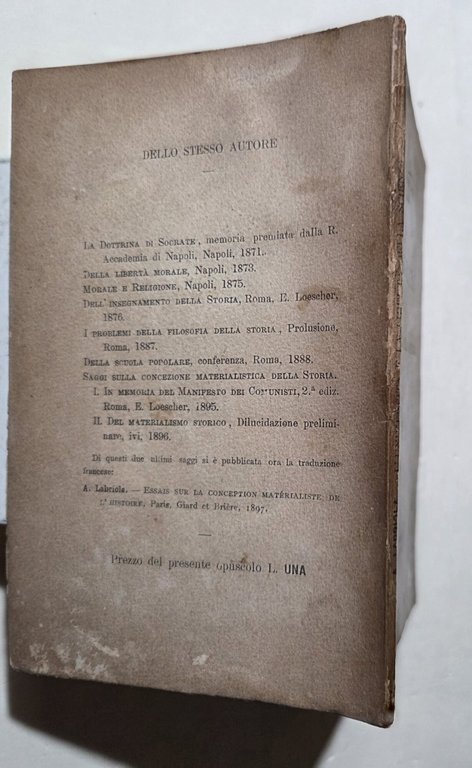 DELLO STESSO AUTORE
LA DOTTRINA DI SOCRATE, memoria premiata dalla R.
Accademia di Napoli, Napoli, 1871.
DELLA LIBERTÀ MORALE, Napoli, 1873.
MORALE E RELIGIONE, Napoli, 1875.
DELL'INSEGNAMENTO DELLA STORIA, Roma, E. Loescher,
1876.
I PROBLEMI DELLA FILOSOFIA DELLA STORIA, Prolusione,
Roma, 1887.
DELLA SCUOLA POPOLARE, conferenza, Roma, 1888.
SAGGI SULLA CONCEZIONE MATERIALISTICA DELLA STORIA.
I. IN MEMORIA DEL MANIFESTO DEI COMUNISTI, 2.ª ediz.
Roma, E. Loescher, 1895.
II. DEL MATERIALISMO STORICO, Dilucidazione prelimi-
nare, ivi, 1896.
Di questi due ultimi saggi si è pubblicata ora la traduzione
francese:
A. Labriola. — ESSAIS SUR LA CONCEPTION MATÉRIALISTE DE
L'HISTOIRE. Paris, Giard et Brière, 1897.
Prezzo del presente opuscolo L. UNA